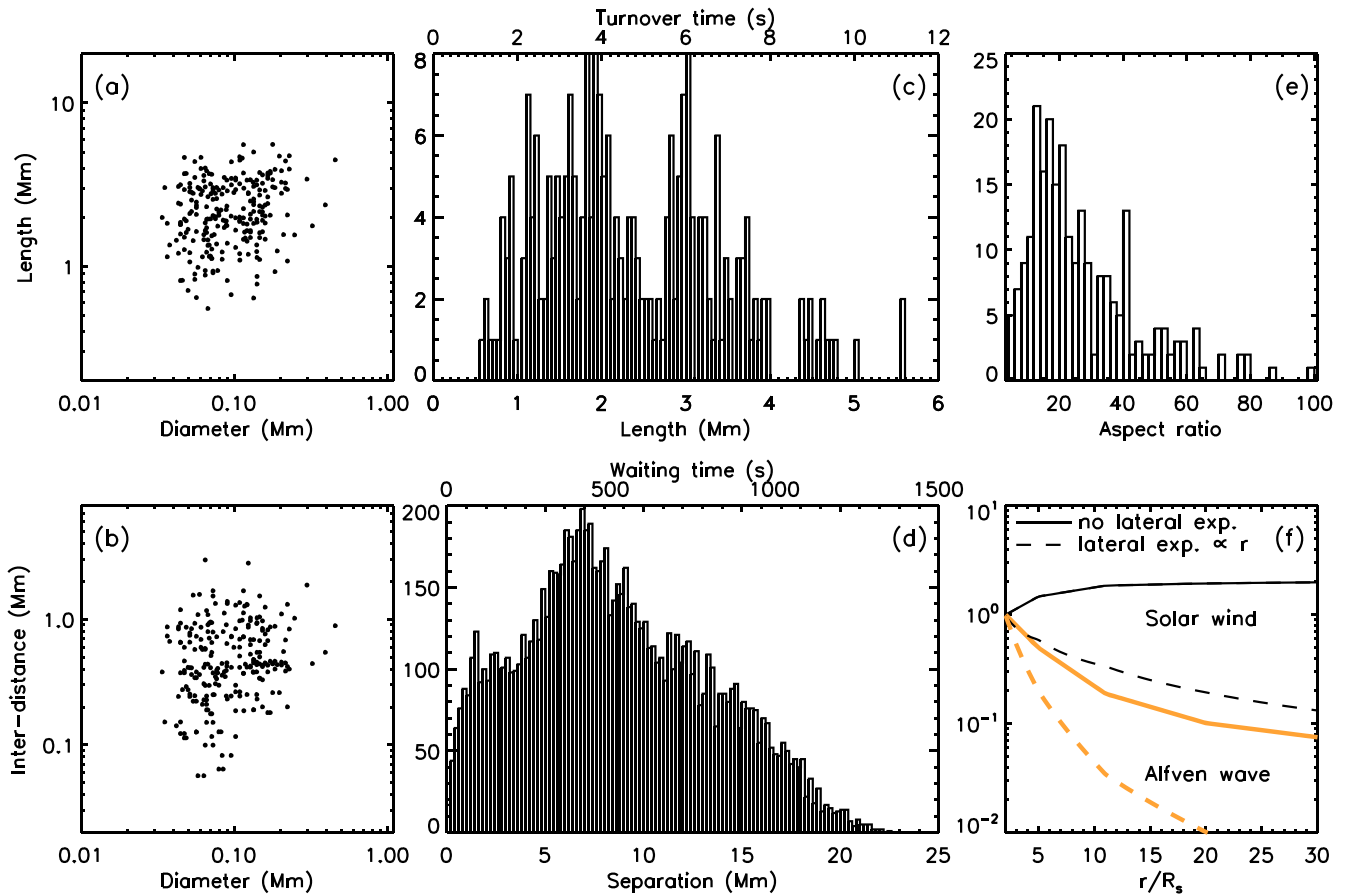 (a)
10
1
Length (Mm)
0.01 0.10 1.00
Diameter (Mm)
Turnover time (s)
0 2 4 6 8 10 12
(c)
8
6
4
2
0
0 1 2 3 4 5 6
Length (Mm)
(e)
25
20
15
10
5
0
20 40 60 80 100
Aspect ratio
(b)
1.0
0.1
Inter-distance (Mm)
0.01 0.10 1.00
Diameter (Mm)
Waiting time (s)
0 500 1000 1500
(d)
200
150
100
50
0
0 5 10 15 20 25
Separation (Mm)
(f)
no lateral exp.
lateral exp. ∝ r
10¹
10⁰
10⁻¹
10⁻²
Solar wind
Alfven wave
5 10 15 20 25 30
r/Rₛ